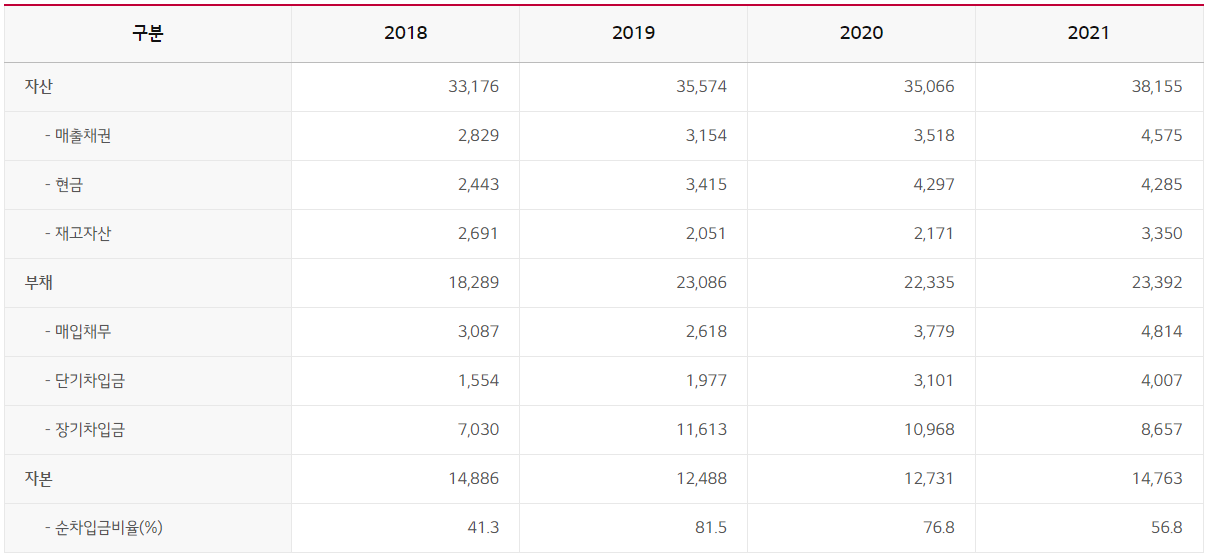 구분 2018 2019 2020 2021
자산 33,176 35,574 35,066 38,155
- 매출채권 2,829 3,154 3,518 4,575
- 현금 2,443 3,415 4,297 4,285
- 재고자산 2,691 2,051 2,171 3,350
부채 18,289 23,086 22,335 23,392
- 매입채무 3,087 2,618 3,779 4,814
- 단기차입금 1,554 1,977 3,101 4,007
- 장기차입금 7,030 11,613 10,968 8,657
자본 14,886 12,488 12,731 14,763
- 순차입금비율(%) 41.3 81.5 76.8 56.8